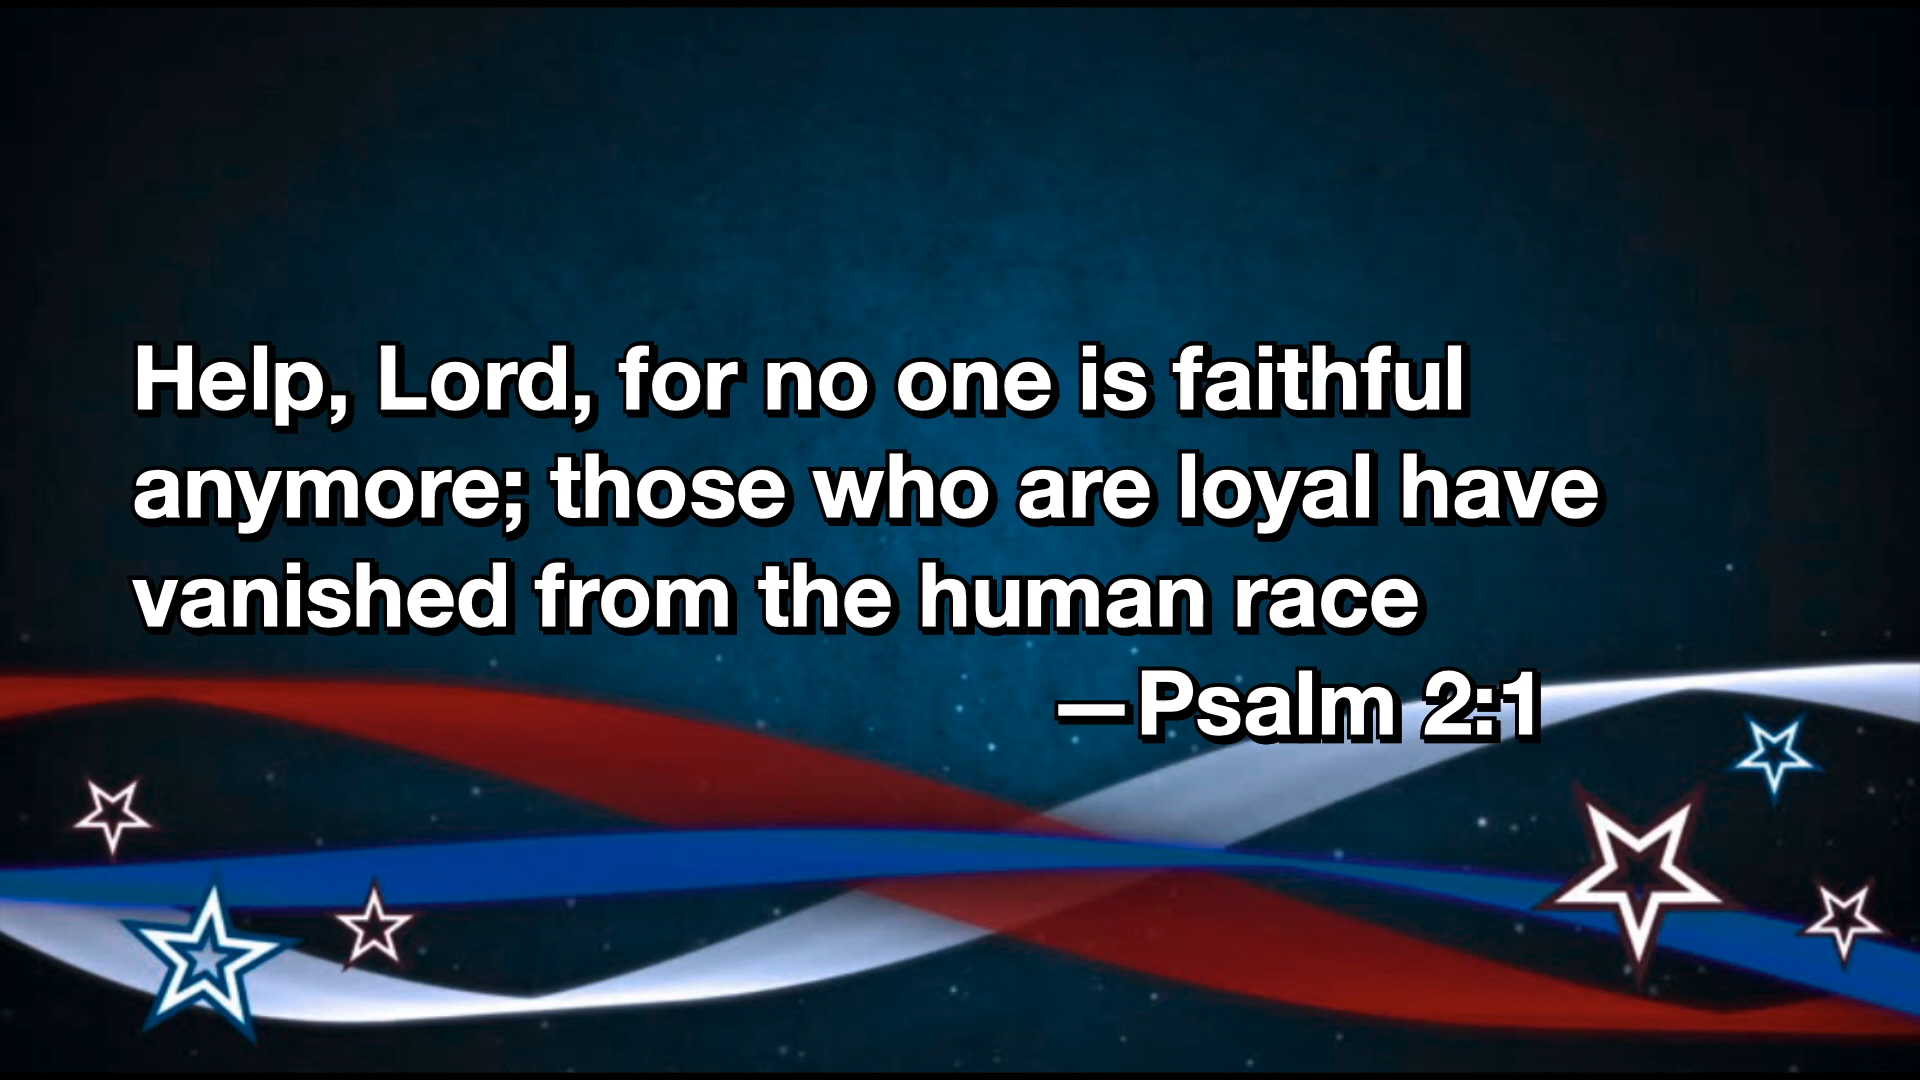 Help, Lord, for no one is faithful
anymore; those who are loyal have
vanished from the human race
—Psalm 2:1